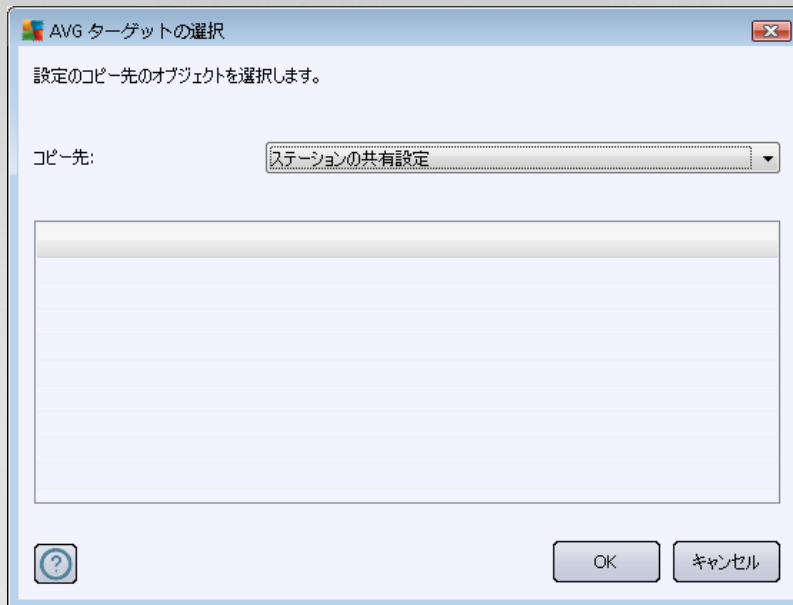 AVG ターゲットの選択
設定のコピー先のオブジェクトを選択します。
コピー先:
ステーションの共有設定
?
OK
キャンセル